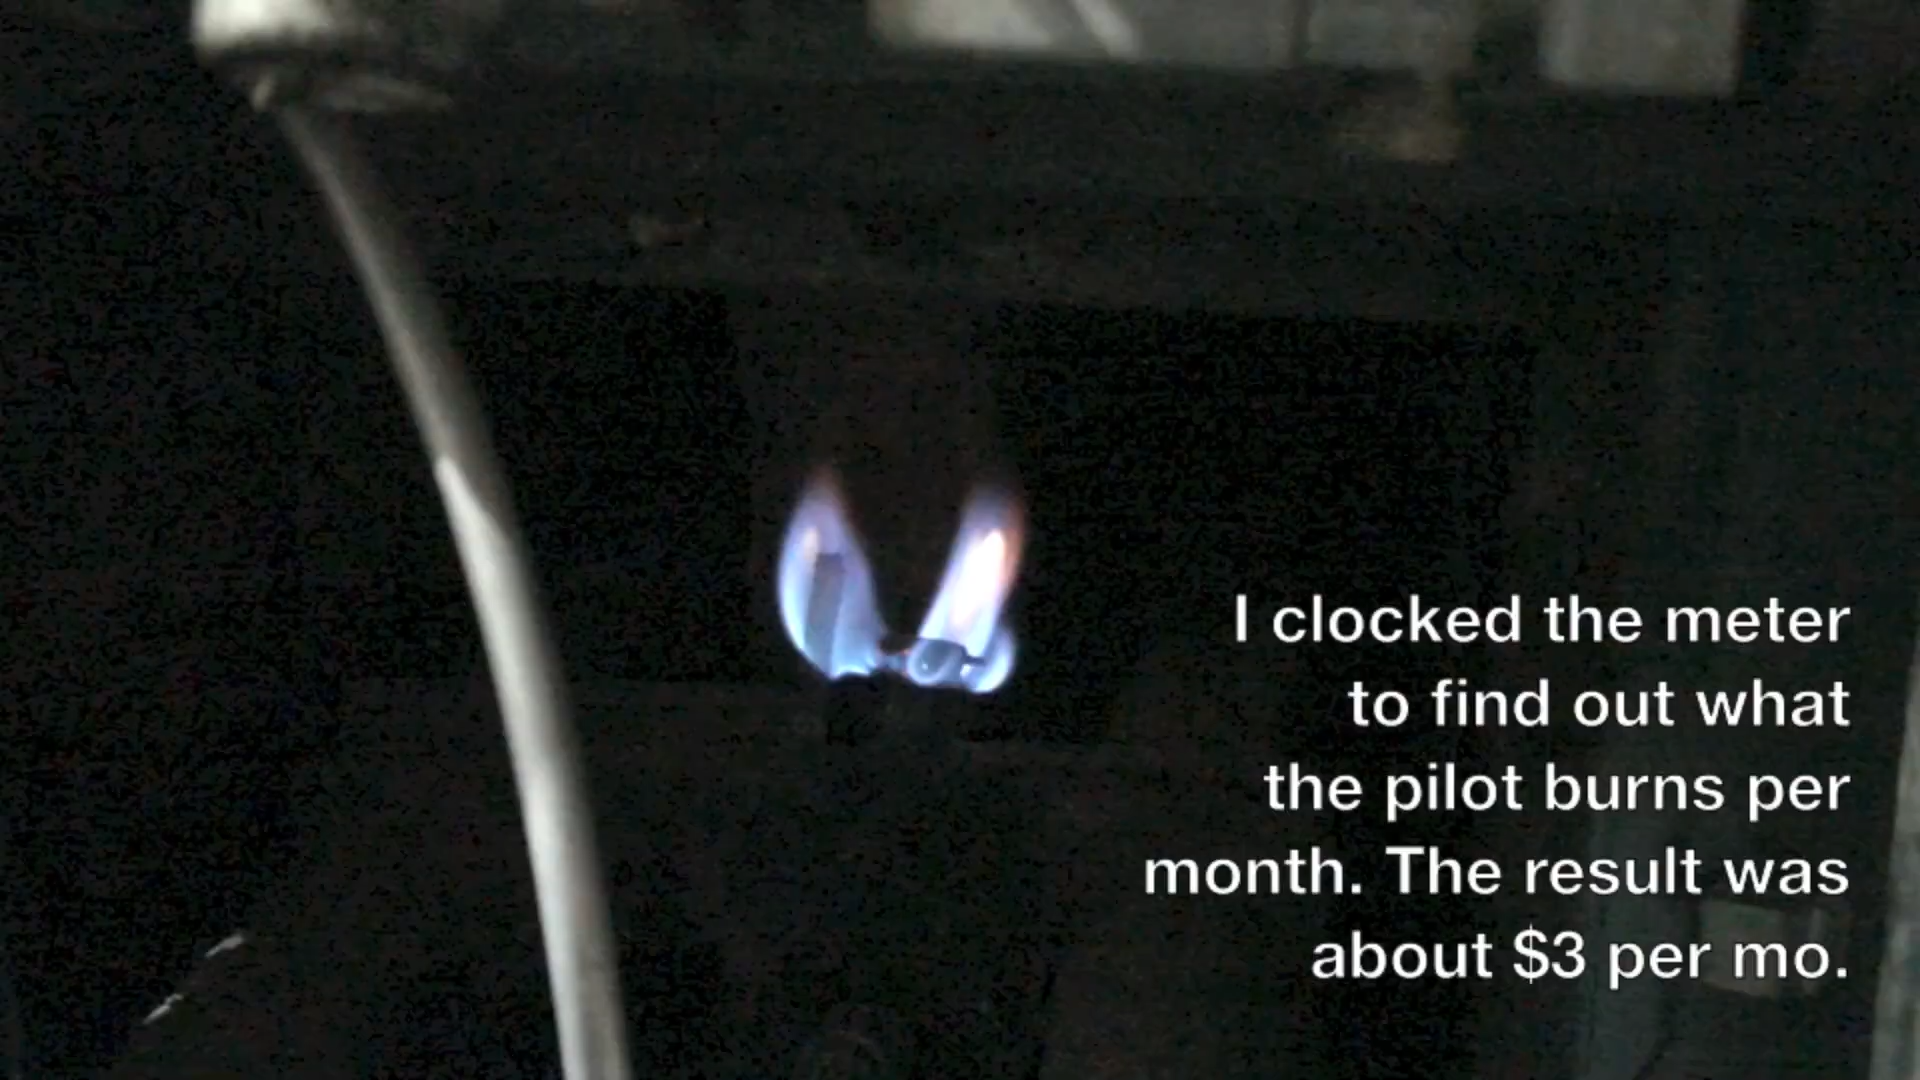 I clocked the meter
to find out what
the pilot burns per
month. The result was
about $3 per mo.